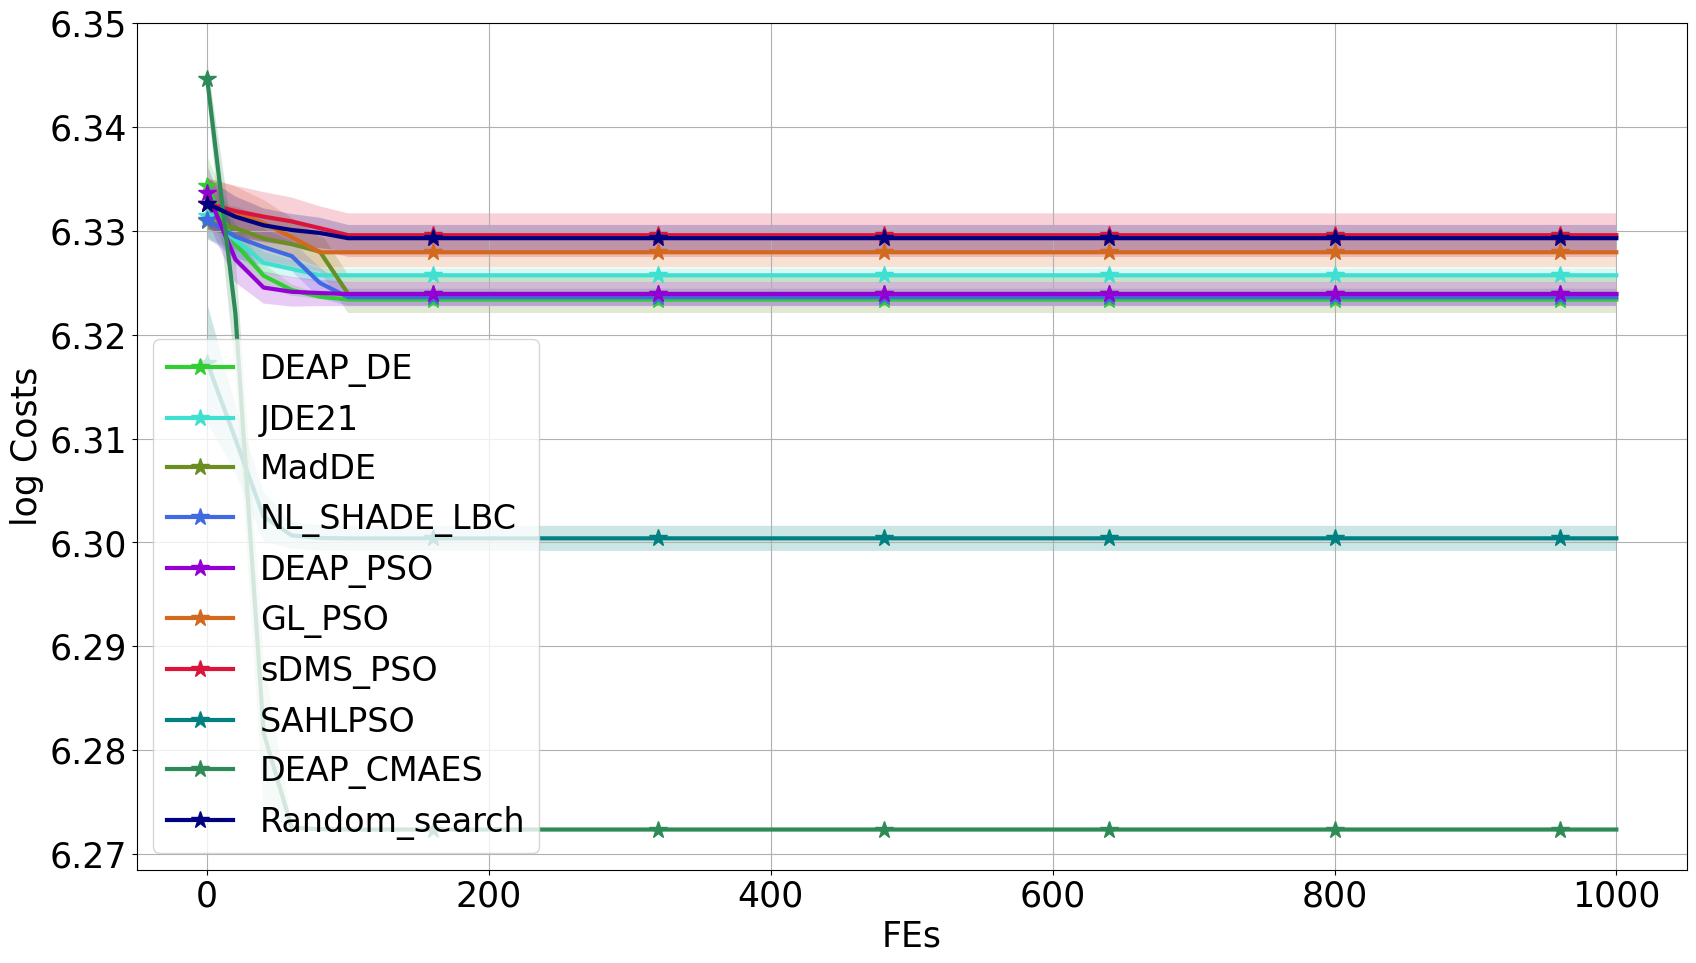 6.35
6.34
6.33
6.32
6.31
6.30
6.29
6.28
6.27
log Costs
DEAP_DE
JDE21
MadDE
NL_SHADE_LBC
DEAP_PSO
GL_PSO
sDMS_PSO
SAHLPSO
DEAP_CMAES
Random_search
0 200 400 600 800 1000
FEs